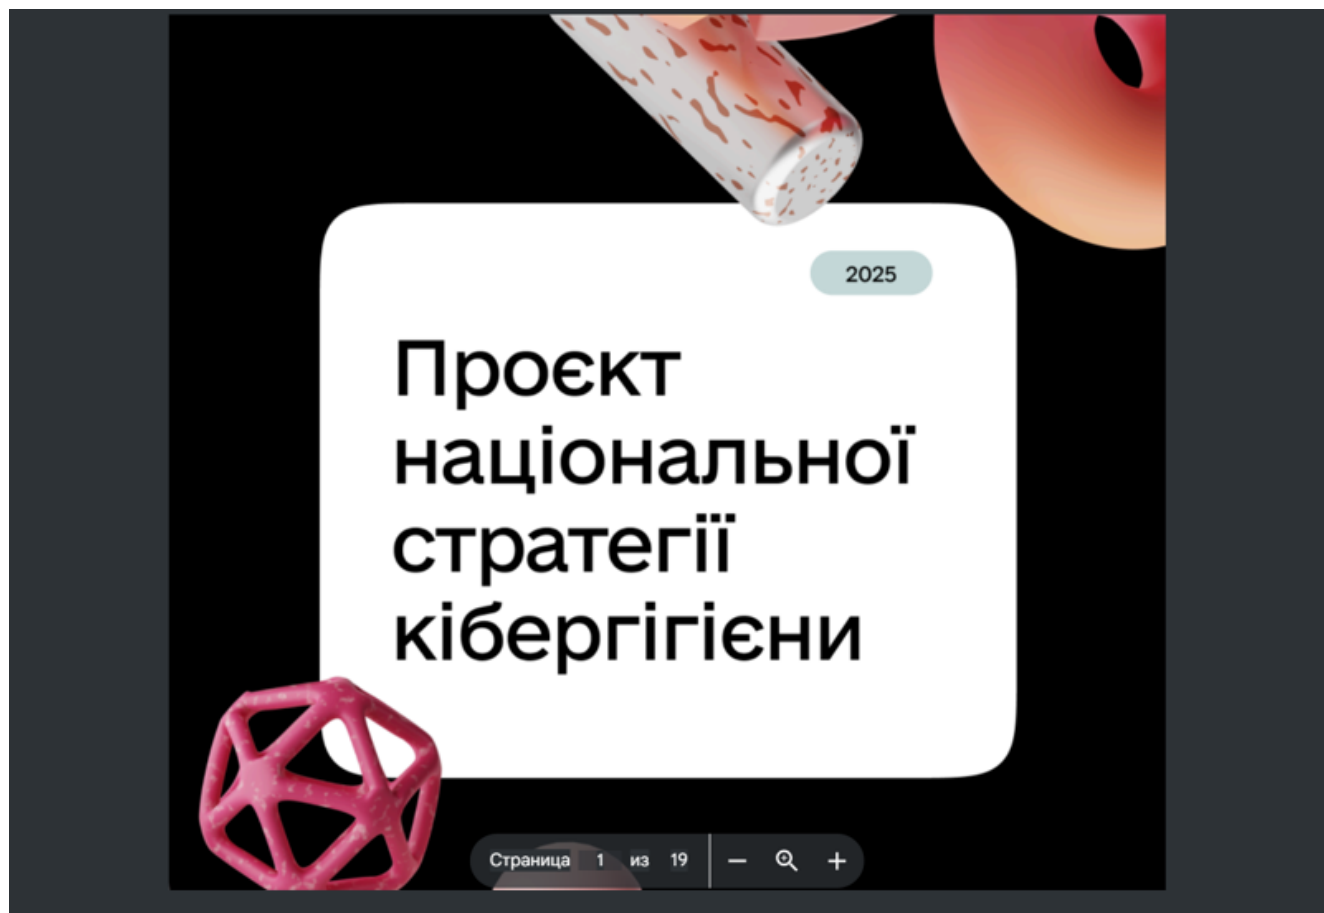 2025
Проєкт
національної
стратегії
кібергігієни
Страница 1 из 19